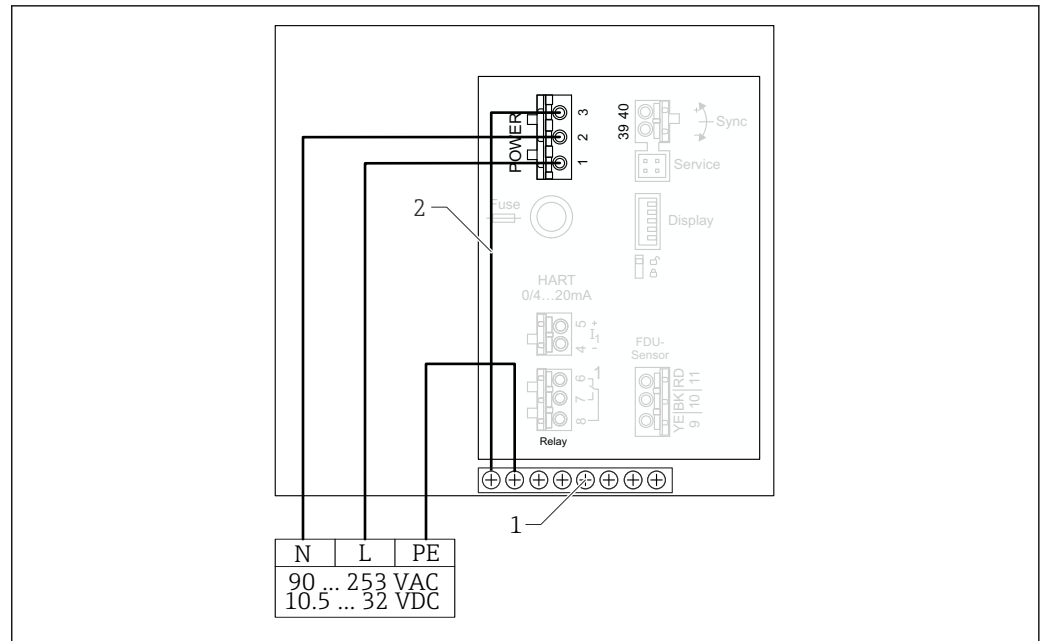 POWER
3
2
1
39 40
+
-
Sync
Service
Fuse
2
Display
HART
0/4...20mA
5 +
I1
4 -
FDU-
Sensor
6 1
7
8
YE|BK|RD
9 |10| 11
Relay
1
N L PE
90 ... 253 VAC
10.5 ... 32 VDC